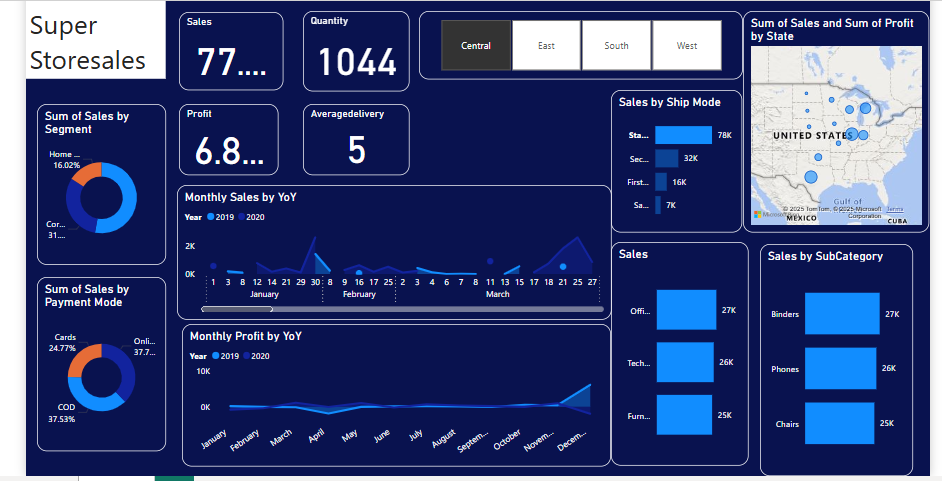 Super
Storesales
Sales
77....
Quantity
1044
Central
East
South
West
Sum of Sales and Sum of Profit
by State
UNITED STATES
Gulf of
MEXICO
CUBA
© 2025 TomTom, © 2025 Microsoft
Corporation
Terms
Microsoft
Profit
6.8...
Averagedelivery
5
Sales by Ship Mode
Sta...
78K
Sec...
32K
First...
16K
Sa...
7K
Sum of Sales by
Segment
Home ...
16.02%
Cor...
31....
Monthly Sales by YoY
Year 2019 2020
2K
0K
1 3 8 12 14 21 29 30 8 9 16 17 25 2 3 4 6 7 8 11 13 15 17 18 21 25 27
January
February
March
Sum of Sales by
Payment Mode
Cards
24.77%
Onli...
37.7...
COD
37.53%
Monthly Profit by YoY
Year 2019 2020
10K
0K
January
February
March
April
May
June
July
August
Septem...
October
Novem...
Decem...
Sales
Offi...
27K
Tech...
26K
Furn...
25K
Sales by SubCategory
Binders
27K
Phones
26K
Chairs
25K